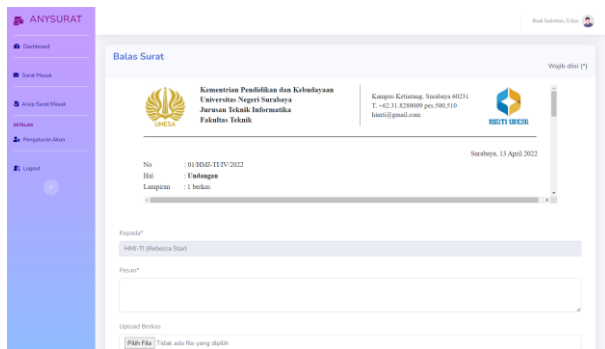 ANYSURAT
Budi Sulistian, S.Sos
Dashboard
Surat Masuk
Arsip Surat Masuk
SETELAN
Pengaturan Akun
Logout
Balas Surat
Wajib diisi (*)
Kementrian Pendidikan dan Kebudayaan
Universitas Negeri Surabaya
Jurusan Teknik Informatika
Fakultas Teknik
UNESA
Kampus Ketintang, Surabaya 60231
T. +62.31.8280009 pes.500,510
himti@gmail.com
HIMTI UNESA
Surabaya, 13 April 2022
No : 01/HMJ-TI/IV/2022
Hal : Undangan
Lampiran : 1 berkas
Kepada*
HMJ-TI (Rebecca Star)
Pesan*
Upload Berkas
Pilih File Tidak ada file yang dipilih